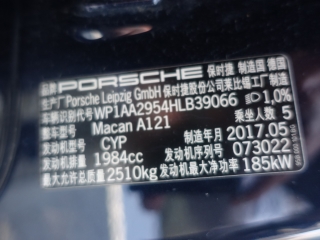 品牌 PORSCHE 保时捷 制造国 德国
生产厂 Porsche Leipzig GmbH 保时捷股份公司莱比锡工厂制造
车辆识别代号 WP1AA2954HLB39066 1,0%
整车型号 Macan A121 乘坐人数 5
发动机型号 CYP 制造年月 2017.05
发动机排量 1984cc 发动机序列号 073022
最大允许总质量 2510kg 发动机最大净功率 185kW